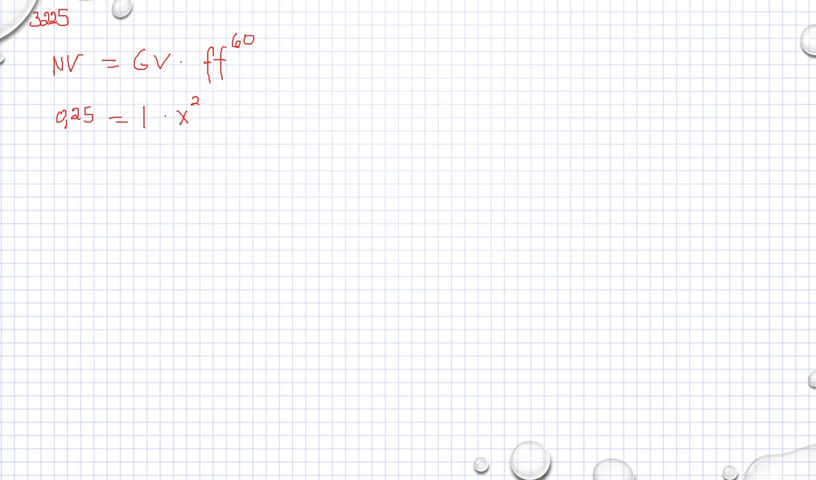 3225
NV = GV · ff^60
0,25 = 1 · x^2